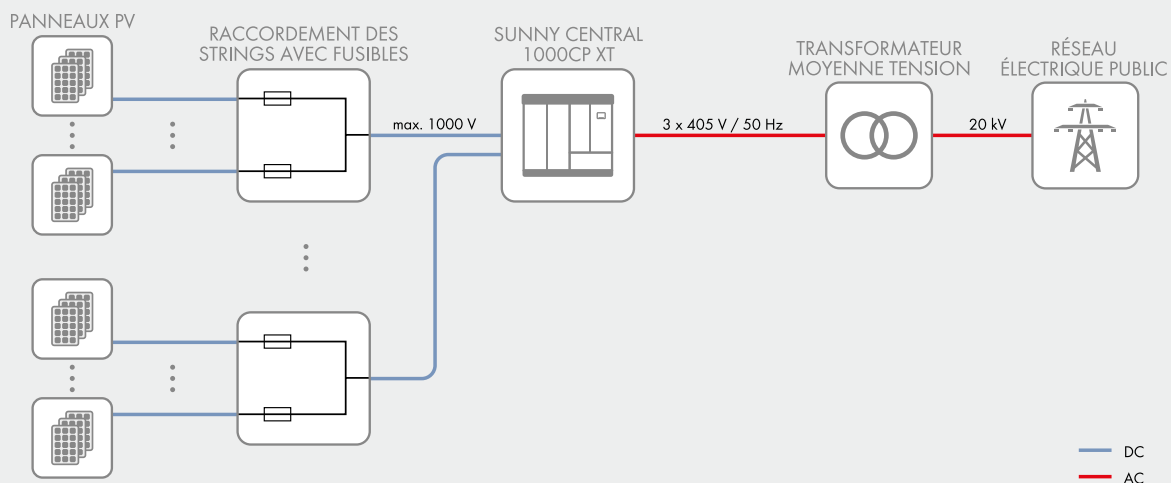 PANNEAUX PV
RACCORDEMENT DES
STRINGS AVEC FUSIBLES
SUNNY CENTRAL
1000CP XT
TRANSFORMATEUR
MOYENNE TENSION
RÉSEAU
ÉLECTRIQUE PUBLIC
max. 1000 V
3 x 405 V / 50 Hz
20 kV
DC
AC